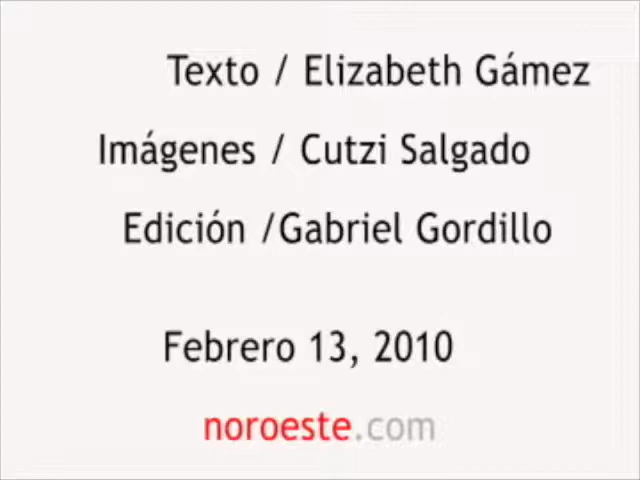 Texto / Elizabeth Gámez
Imágenes / Cutzi Salgado
Edición /Gabriel Gordillo
Febrero 13, 2010
noroeste.com